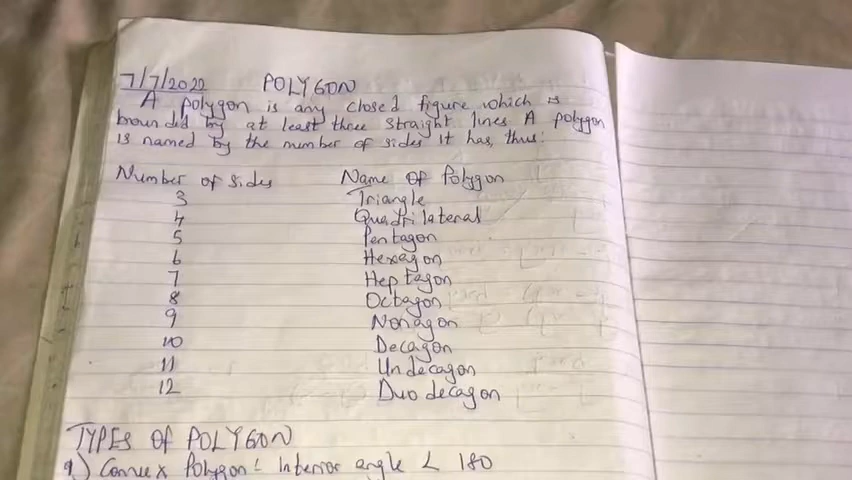 7/7/2022 POLYGON
A polygon is any closed figure which is
bounded by at least three straight lines A polygon
is named by the number of sides it has, thus:
Number of sides Name of Polygon
3 Triangle
4 Quadrilateral
5 Pentagon
6 Hexagon
7 Heptagon
8 Octagon
9 Nonagon
10 Decagon
11 Undecagon
12 Duodecagon
TYPES OF POLYGON
a) Convex Polygon: Interior angle < 180